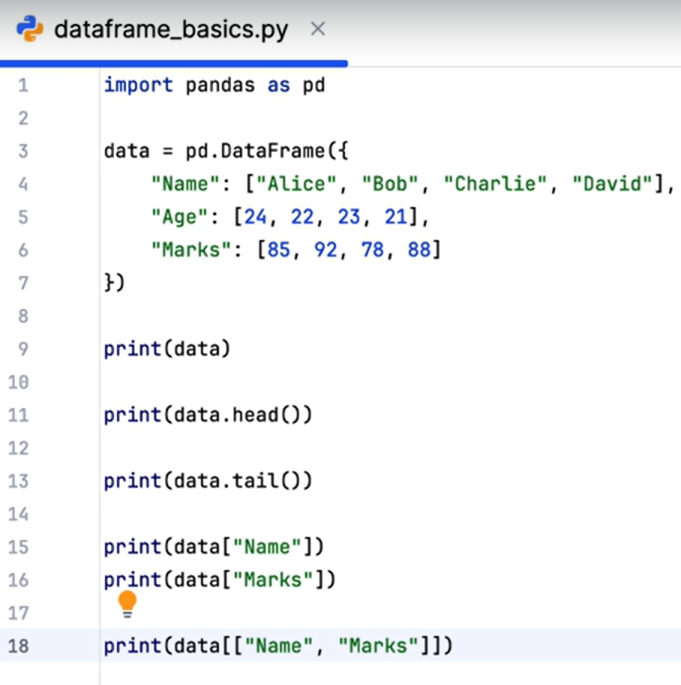 dataframe_basics.py ×
1 import pandas as pd
2
3 data = pd.DataFrame({
4     "Name": ["Alice", "Bob", "Charlie", "David"],
5     "Age": [24, 22, 23, 21],
6     "Marks": [85, 92, 78, 88]
7 })
8
9 print(data)
10
11 print(data.head())
12
13 print(data.tail())
14
15 print(data["Name"])
16 print(data["Marks"])
17
18 print(data[["Name", "Marks"]])